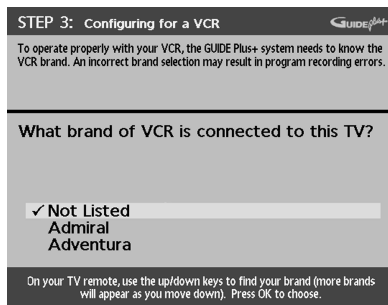 STEP 3: Configuring for a VCR
GUIDE plus+
To operate properly with your VCR, the GUIDE Plus+ system needs to know the
VCR brand. An incorrect brand selection may result in program recording errors.
What brand of VCR is connected to this TV?
✓ Not Listed
Admiral
Adventura
On your TV remote, use the up/down keys to find your brand (more brands
will appear as you move down). Press OK to choose.